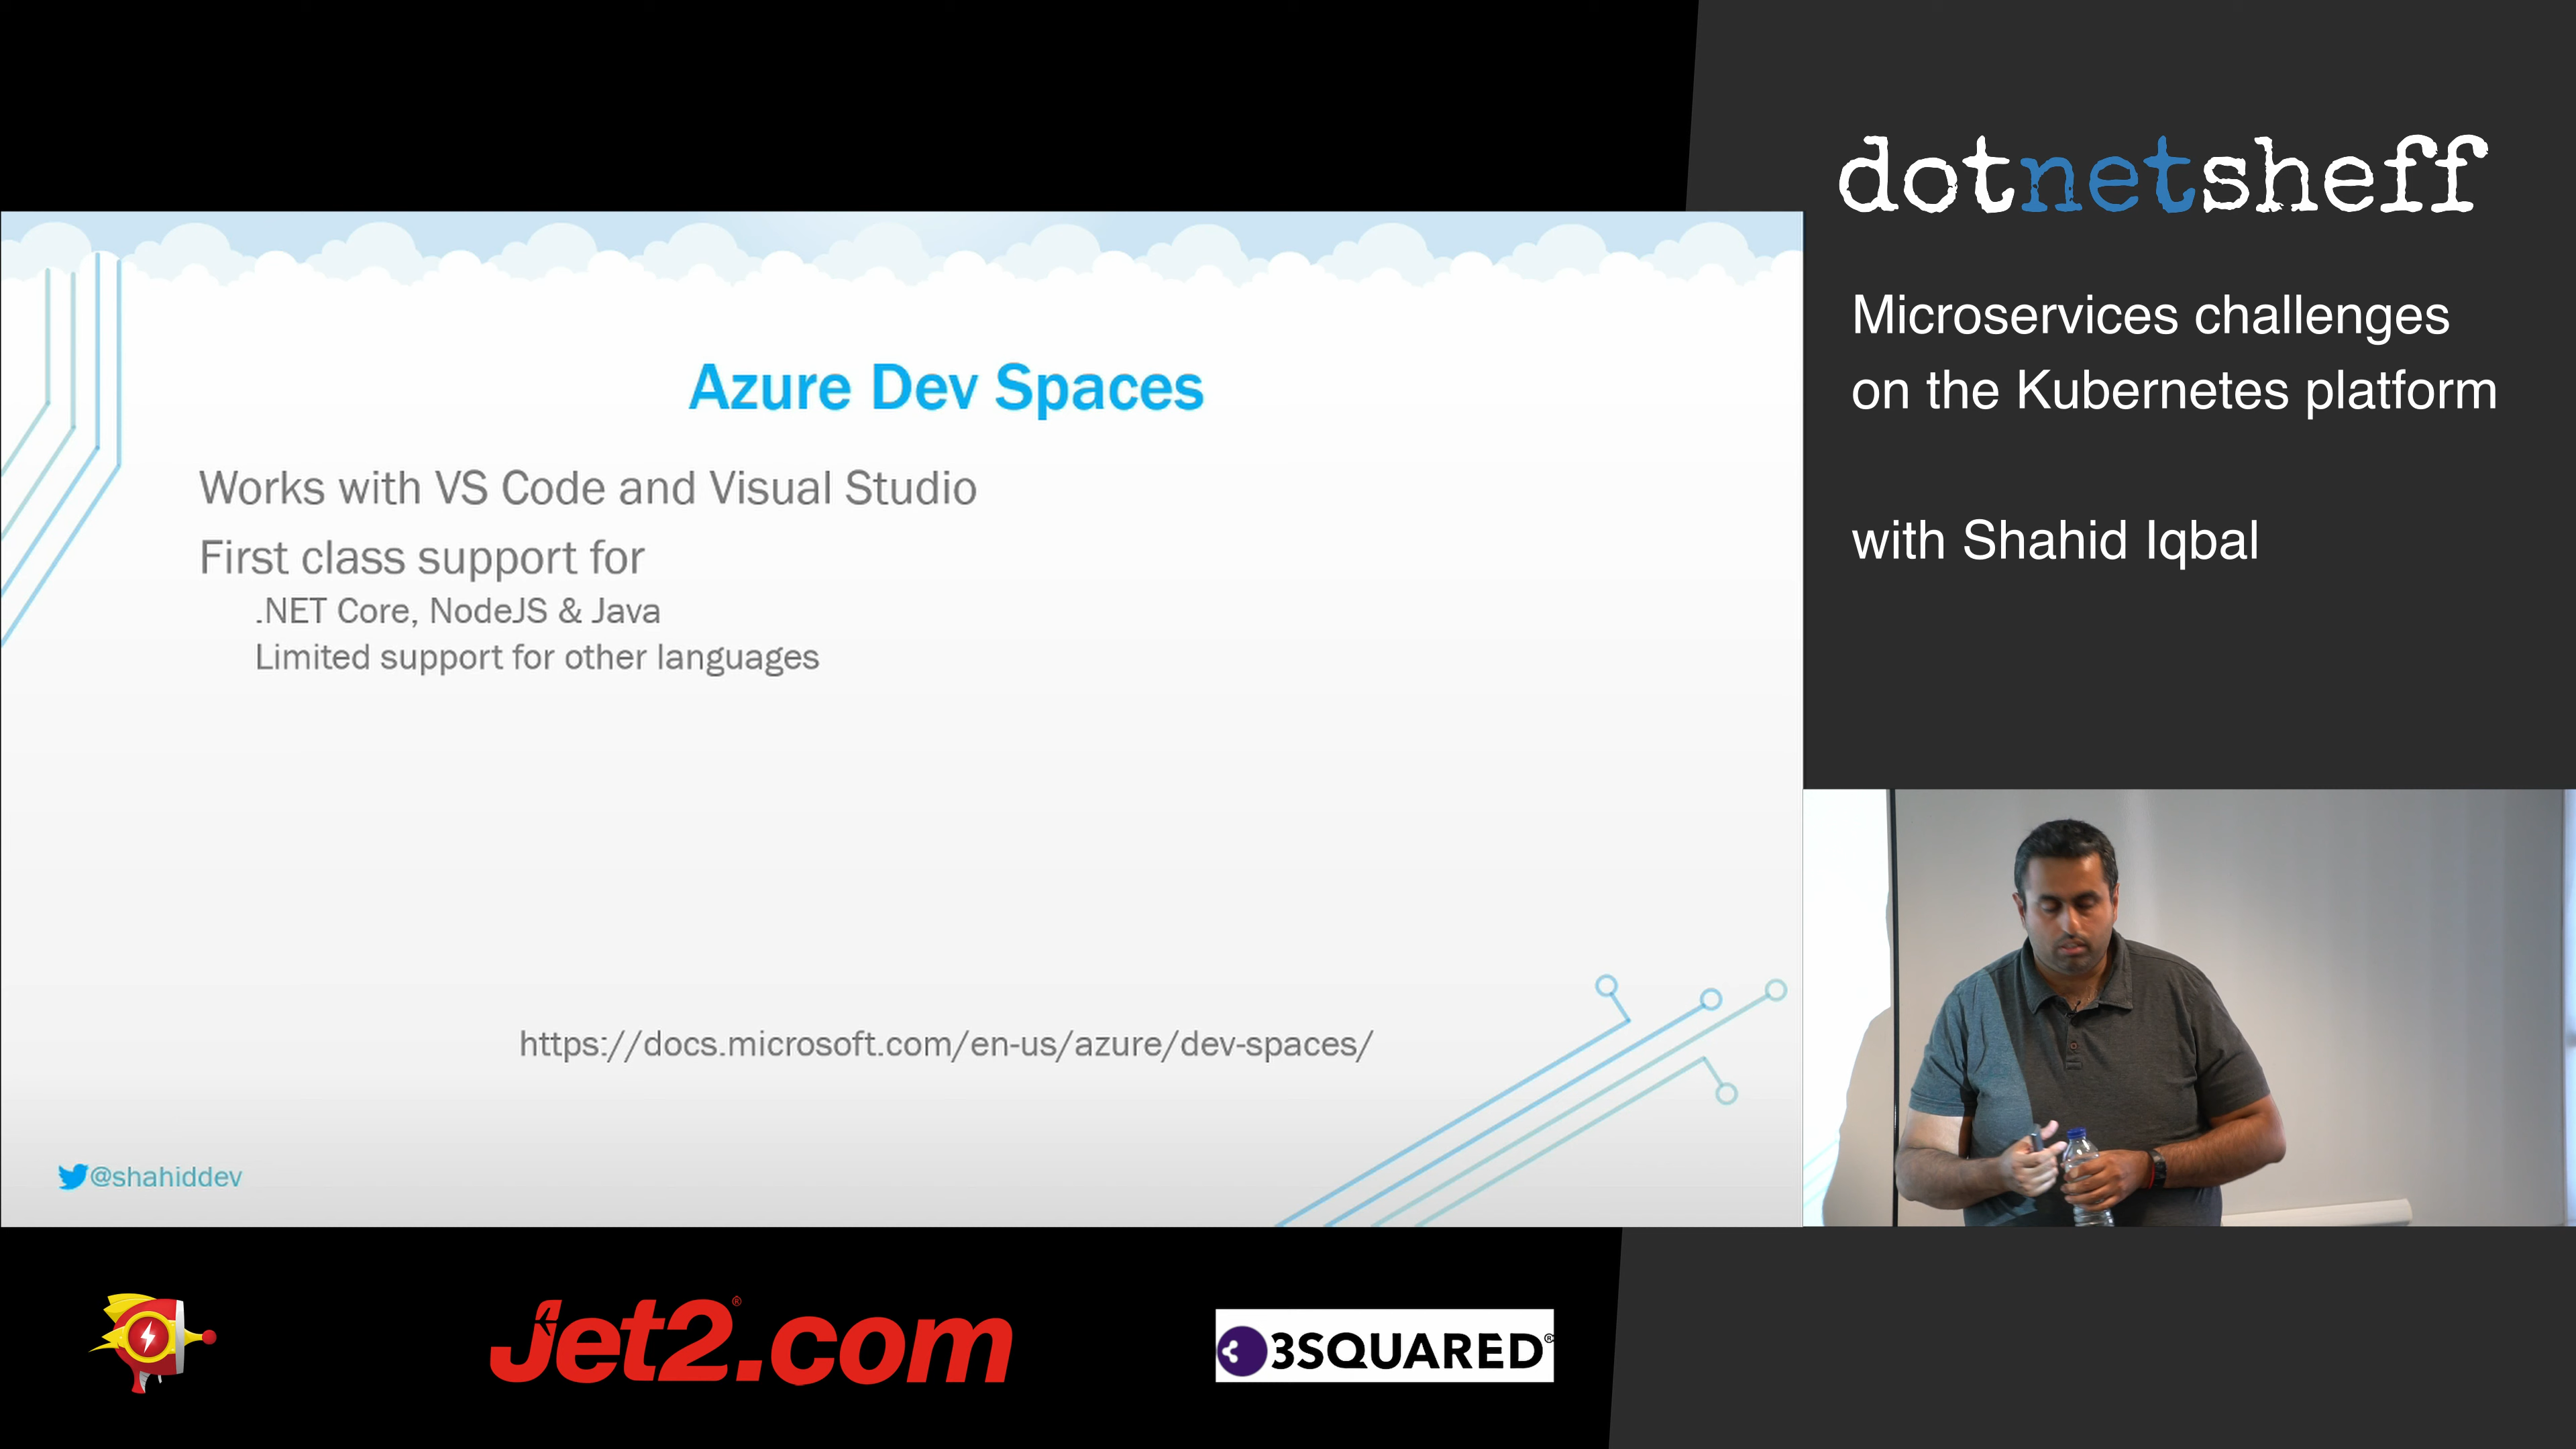 dotnetsheff
Microservices challenges
on the Kubernetes platform
with Shahid Iqbal
Azure Dev Spaces
Works with VS Code and Visual Studio
First class support for
.NET Core, NodeJS & Java
Limited support for other languages
https://docs.microsoft.com/en-us/azure/dev-spaces/
@shahiddev
Jet2.com®
3SQUARED®